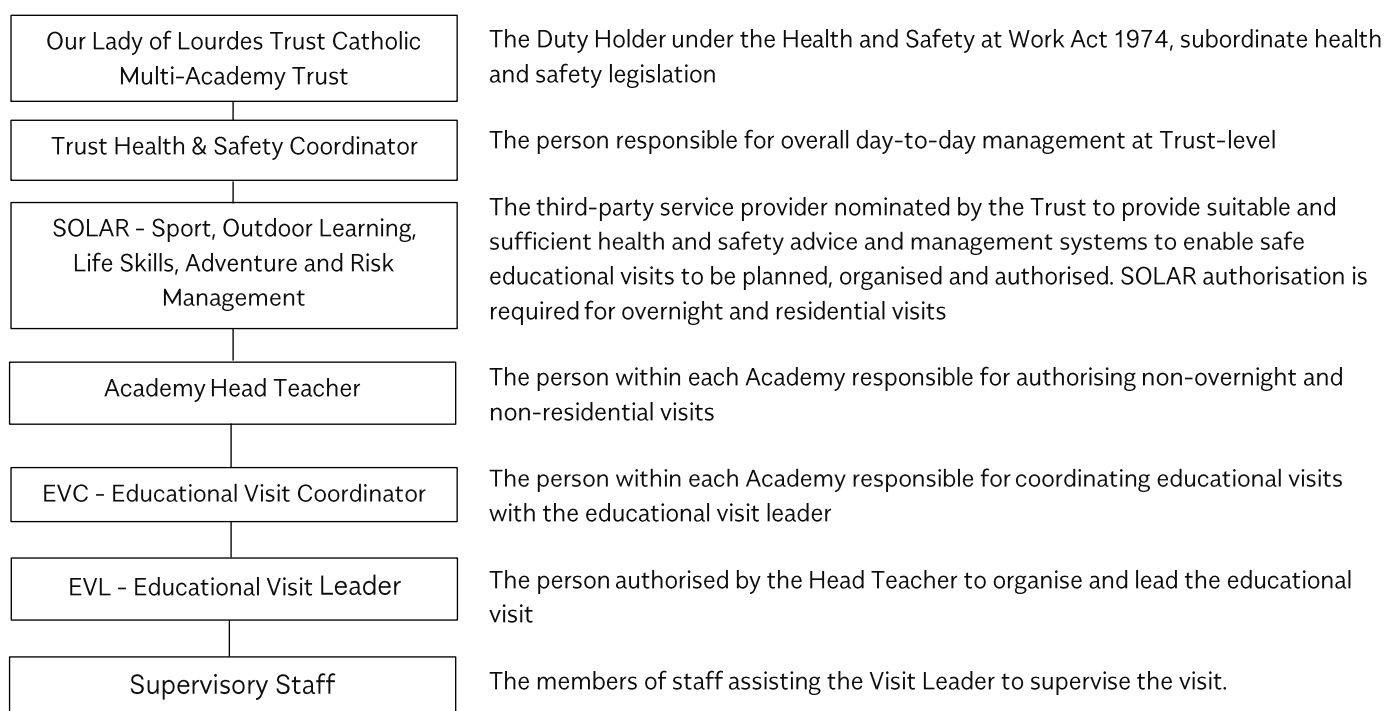 Our Lady of Lourdes Trust Catholic
Multi-Academy Trust
The Duty Holder under the Health and Safety at Work Act 1974, subordinate health
and safety legislation
Trust Health & Safety Coordinator
The person responsible for overall day-to-day management at Trust-level
SOLAR - Sport, Outdoor Learning,
Life Skills, Adventure and Risk
Management
The third-party service provider nominated by the Trust to provide suitable and
sufficient health and safety advice and management systems to enable safe
educational visits to be planned, organised and authorised. SOLAR authorisation is
required for overnight and residential visits
Academy Head Teacher
The person within each Academy responsible for authorising non-overnight and
non-residential visits
EVC - Educational Visit Coordinator
The person within each Academy responsible for coordinating educational visits
with the educational visit leader
EVL - Educational Visit Leader
The person authorised by the Head Teacher to organise and lead the educational
visit
Supervisory Staff
The members of staff assisting the Visit Leader to supervise the visit.